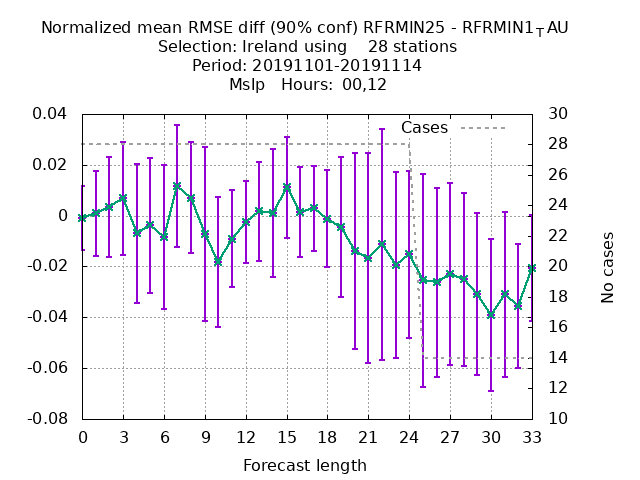 Normalized mean RMSE diff (90% conf) RFRMIN25 - RFRMIN1_TAU
Selection: Ireland using 28 stations
Period: 20191101-20191114
Mslp Hours: 00,12
Cases
0.04
0.02
0
-0.02
-0.04
-0.06
-0.08
30
28
26
24
22
20
18
16
14
12
10
No cases
0 3 6 9 12 15 18 21 24 27 30 33
Forecast length